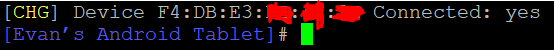 [CHG] Device F4:DB:E3: Connected: yes
[Evan's Android Tablet]#